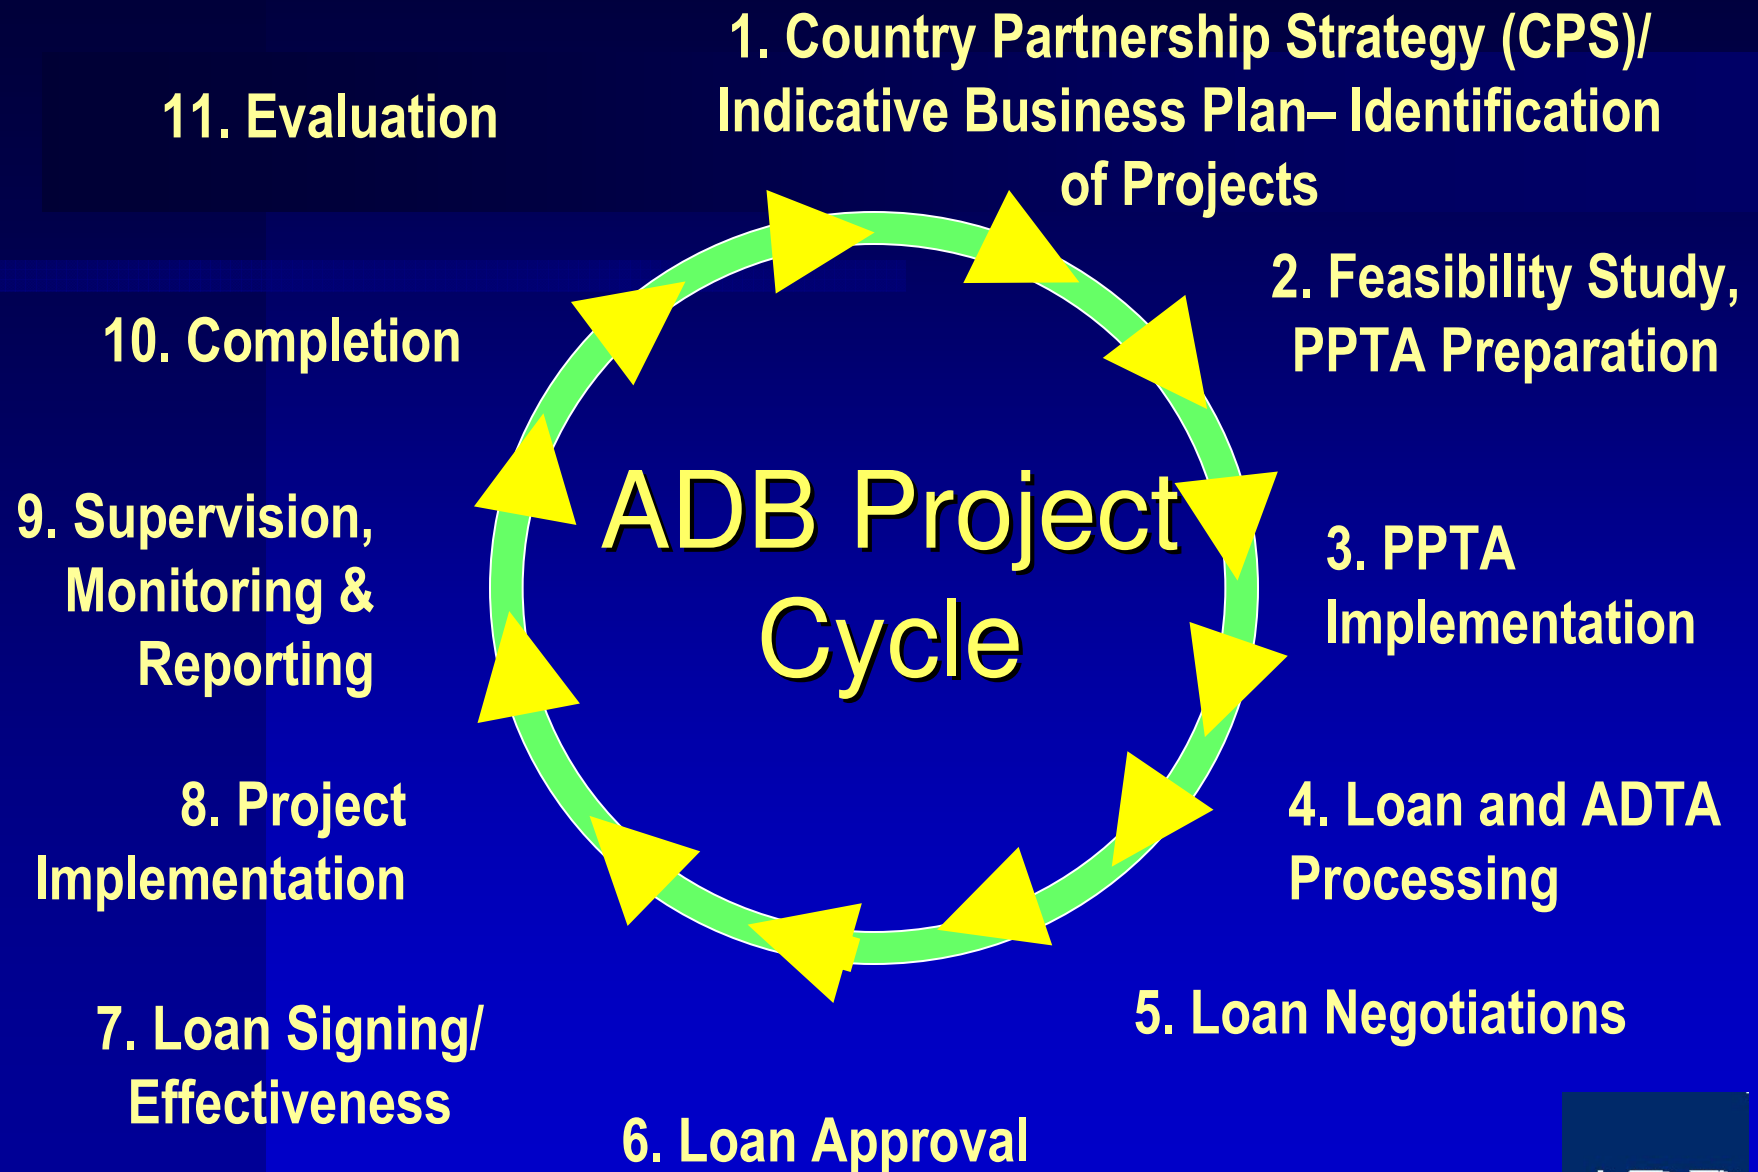 1. Country Partnership Strategy (CPS)/
Indicative Business Plan– Identification
of Projects
2. Feasibility Study,
PPTA Preparation
3. PPTA
Implementation
4. Loan and ADTA
Processing
5. Loan Negotiations
6. Loan Approval
7. Loan Signing/
Effectiveness
8. Project
Implementation
9. Supervision,
Monitoring &
Reporting
10. Completion
11. Evaluation
ADB Project
Cycle